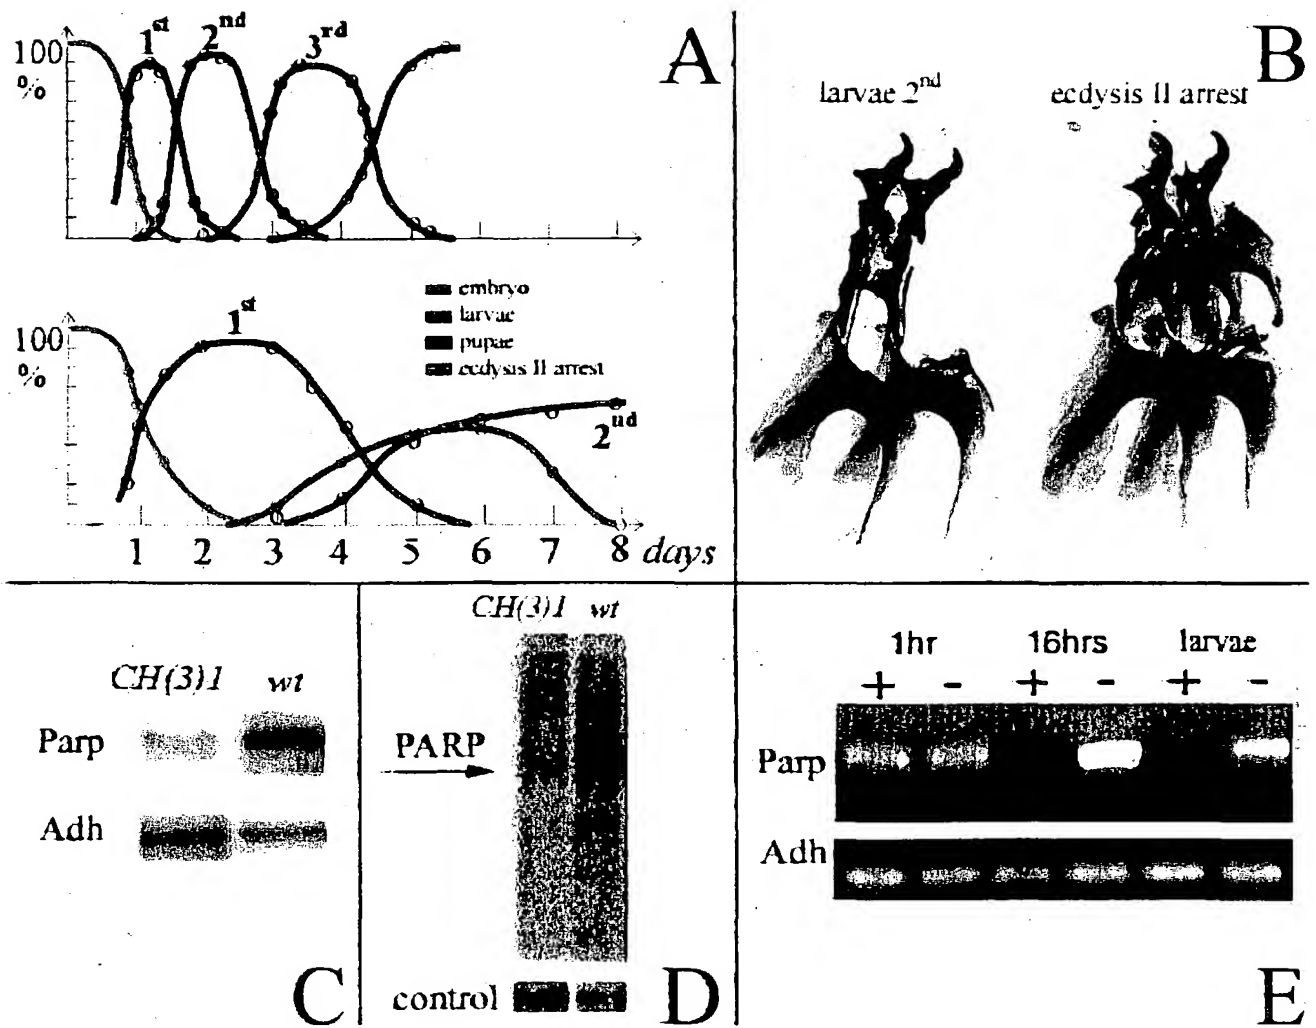 A
1st 2nd 3rd
100
%
embryo
larvae
pupae
ecdysis II arrest
1st
100
%
2nd
1 2 3 4 5 6 7 8 days
B
larvae 2nd
ecdysis II arrest
C
CH(3)1 wt
Parp
Adh
D
CH(3)1 wt
PARP
control
E
1hr 16hrs larvae
+ - + - + -
Parp
Adh